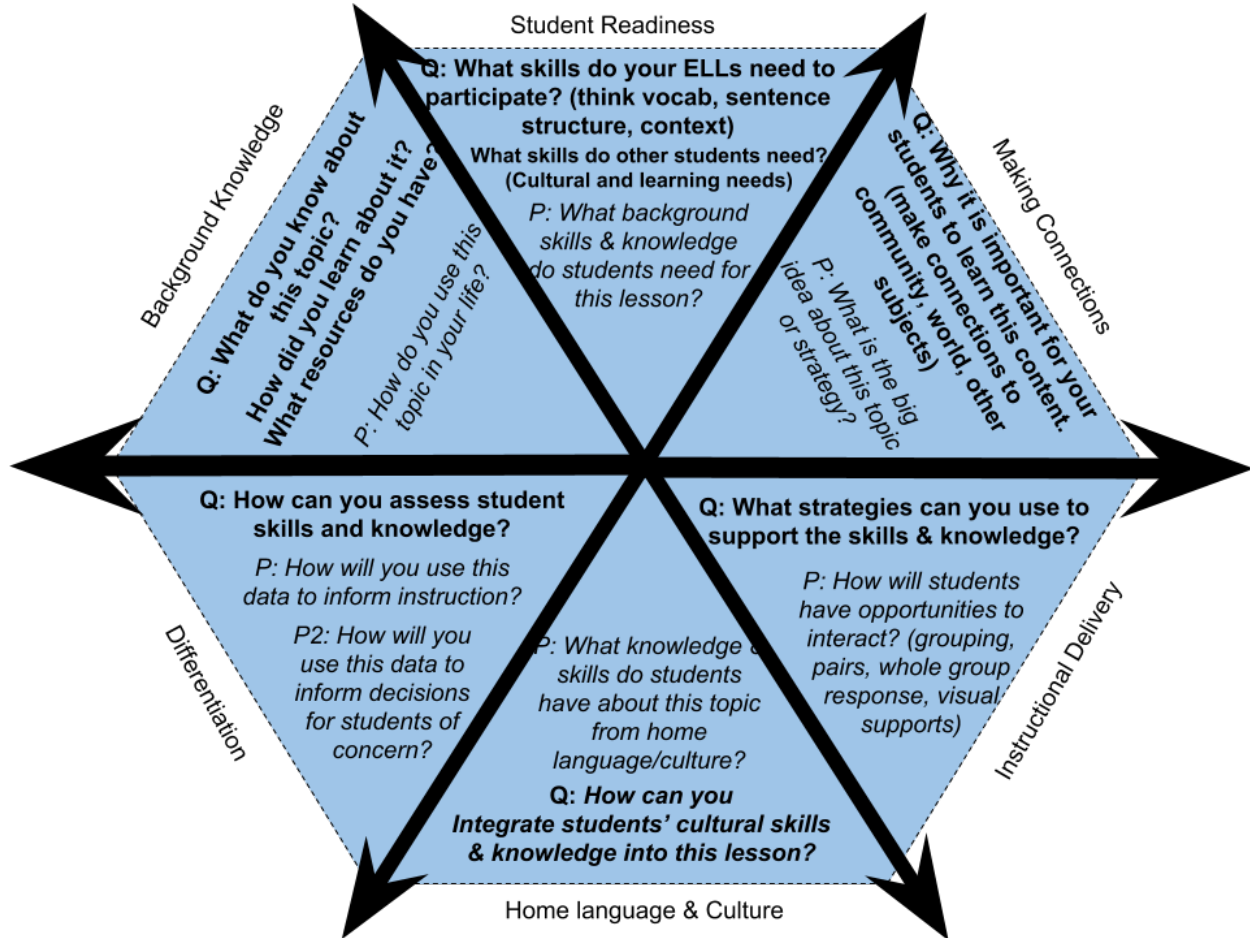 Student Readiness
Q: What skills do your ELLs need to
participate? (think vocab, sentence
structure, context)
What skills do other students need?
(Cultural and learning needs)
P: What background
skills & knowledge
do students need for
this lesson?
Making Connections
Q: Why it is important for your
students to learn this content.
(make connections to
community, world, other
subjects)
P: What is the big
idea about this topic
or strategy?
Background Knowledge
Q: What do you know about
this topic?
How did you learn about it?
What resources do you have?
P: How do you use this
topic in your life?
Q: How can you assess student
skills and knowledge?
P: How will you use this
data to inform instruction?
P2: How will you
use this data to
inform decisions
for students of
concern?
Differentiation
Q: What strategies can you use to
support the skills & knowledge?
P: How will students
have opportunities to
interact? (grouping,
pairs, whole group
response, visual
supports)
Instructional Delivery
P: What knowledge
skills do students
have about this topic
from home
language/culture?
Q: How can you
Integrate students' cultural skills
& knowledge into this lesson?
Home language & Culture